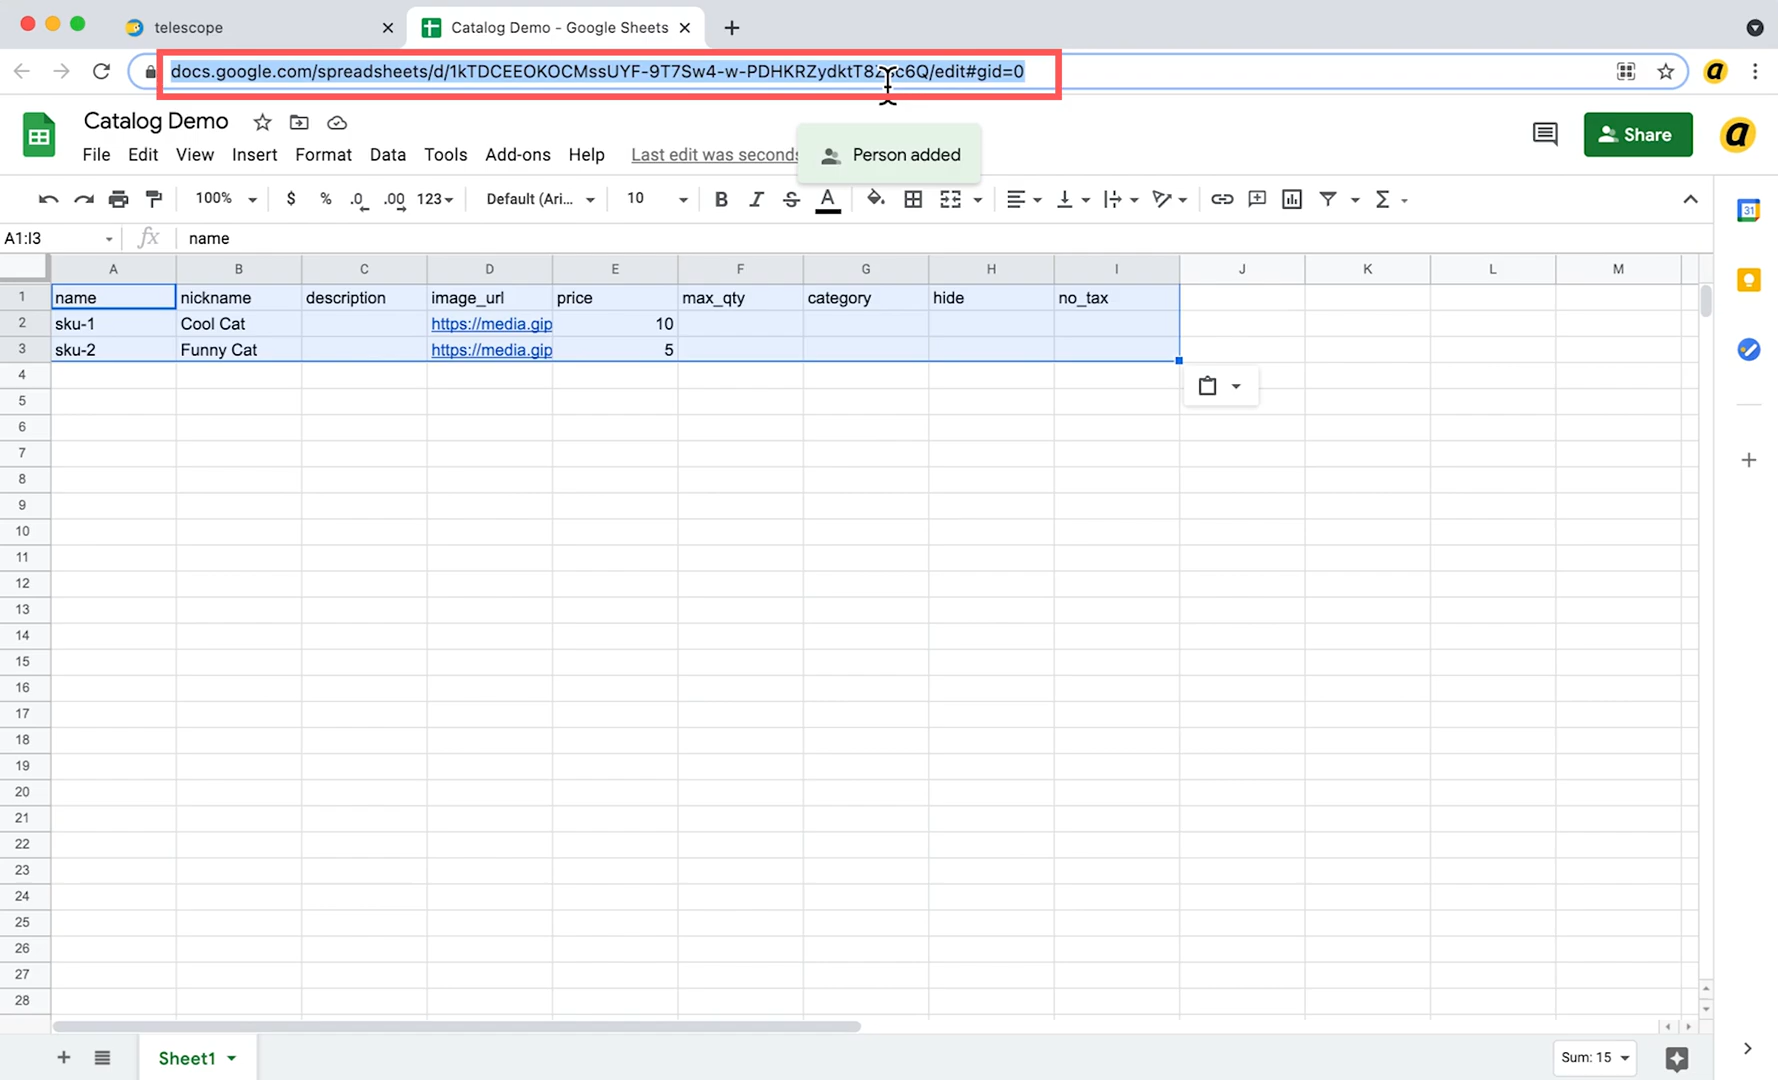 telescope
Catalog Demo - Google Sheets
docs.google.com/spreadsheets/d/1kTDCEEOKOCMssUYF-9T7Sw4-w-PDHKRZydktT8z c6Q/edit#gid=0
a
Catalog Demo
File Edit View Insert Format Data Tools Add-ons Help Last edit was seconds
Person added
Share
a
100% $ % .0 .00 123 Default (Ari... 10 B I S A Σ
31
A1:I3 fx name
A B C D E F G H I J K L M
1 name nickname description image_url price max_qty category hide no_tax
2 sku-1 Cool Cat https://media.gip 10
3 sku-2 Funny Cat https://media.gip 5
4
5
6
7
8
9
10
11
12
13
14
15
16
17
18
19
20
21
22
23
24
25
26
27
28
Sheet1
Sum: 15